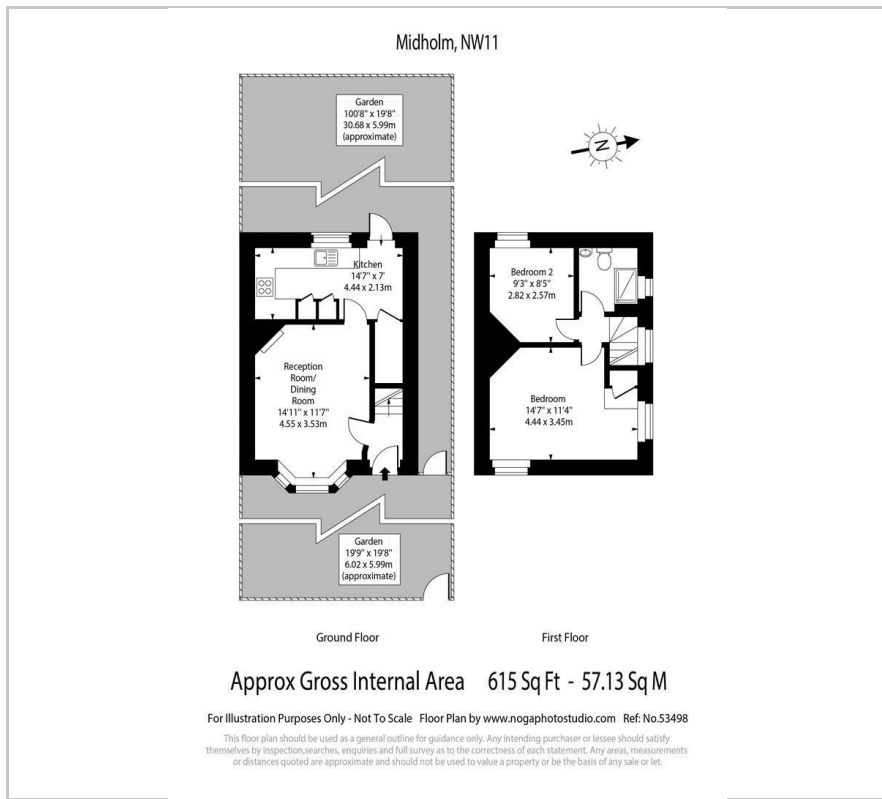 Midholm, NW11
Garden
100'8" x 19'8"
30.68 x 5.99m
(approximate)
N
Kitchen
14'7" x 7'
4.44 x 2.13m
Reception
Room/
Dining
Room
14'11" x 11'7"
4.55 x 3.53m
Bedroom 2
9'3" x 8'5"
2.82 x 2.57m
Bedroom
14'7" x 11'4"
4.44 x 3.45m
Garden
19'9" x 19'8"
6.02 x 5.99m
(approximate)
Ground Floor
First Floor
Approx Gross Internal Area 615 Sq Ft - 57.13 Sq M
For Illustration Purposes Only - Not To Scale Floor Plan by www.nogaphotostudio.com Ref: No.53498
This floor plan should be used as a general outline for guidance only. Any intending purchaser or lessee should satisfy
themselves by inspection,searches, enquiries and full survey as to the correctness of each statement. Any areas, measurements
or distances quoted are approximate and should not be used to value a property or be the basis of any sale or let.